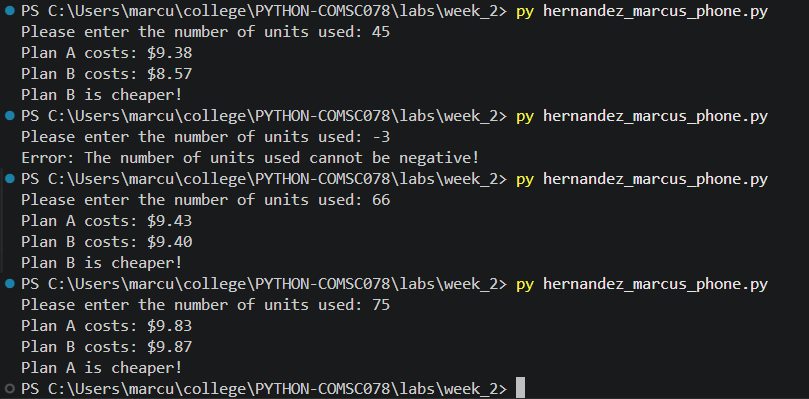 PS C:\Users\marcu\college\PYTHON-COMSC078\labs\week_2> py hernandez_marcus_phone.py
Please enter the number of units used: 45
Plan A costs: $9.38
Plan B costs: $8.57
Plan B is cheaper!
PS C:\Users\marcu\college\PYTHON-COMSC078\labs\week_2> py hernandez_marcus_phone.py
Please enter the number of units used: -3
Error: The number of units used cannot be negative!
PS C:\Users\marcu\college\PYTHON-COMSC078\labs\week_2> py hernandez_marcus_phone.py
Please enter the number of units used: 66
Plan A costs: $9.43
Plan B costs: $9.40
Plan B is cheaper!
PS C:\Users\marcu\college\PYTHON-COMSC078\labs\week_2> py hernandez_marcus_phone.py
Please enter the number of units used: 75
Plan A costs: $9.83
Plan B costs: $9.87
Plan A is cheaper!
PS C:\Users\marcu\college\PYTHON-COMSC078\labs\week_2>